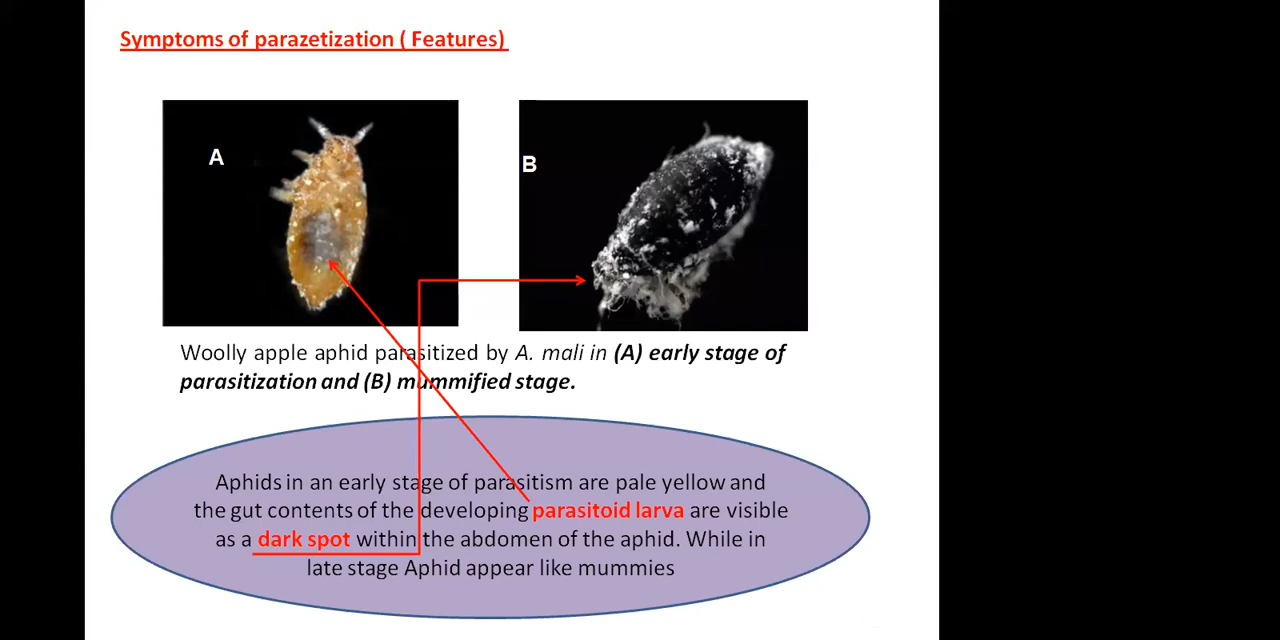 Symptoms of parazetization ( Features)
A
B
Woolly apple aphid parasitized by A. mali in (A) early stage of
parasitization and (B) mummified stage.
Aphids in an early stage of parasitism are pale yellow and
the gut contents of the developing parasitoid larva are visible
as a dark spot within the abdomen of the aphid. While in
late stage Aphid appear like mummies